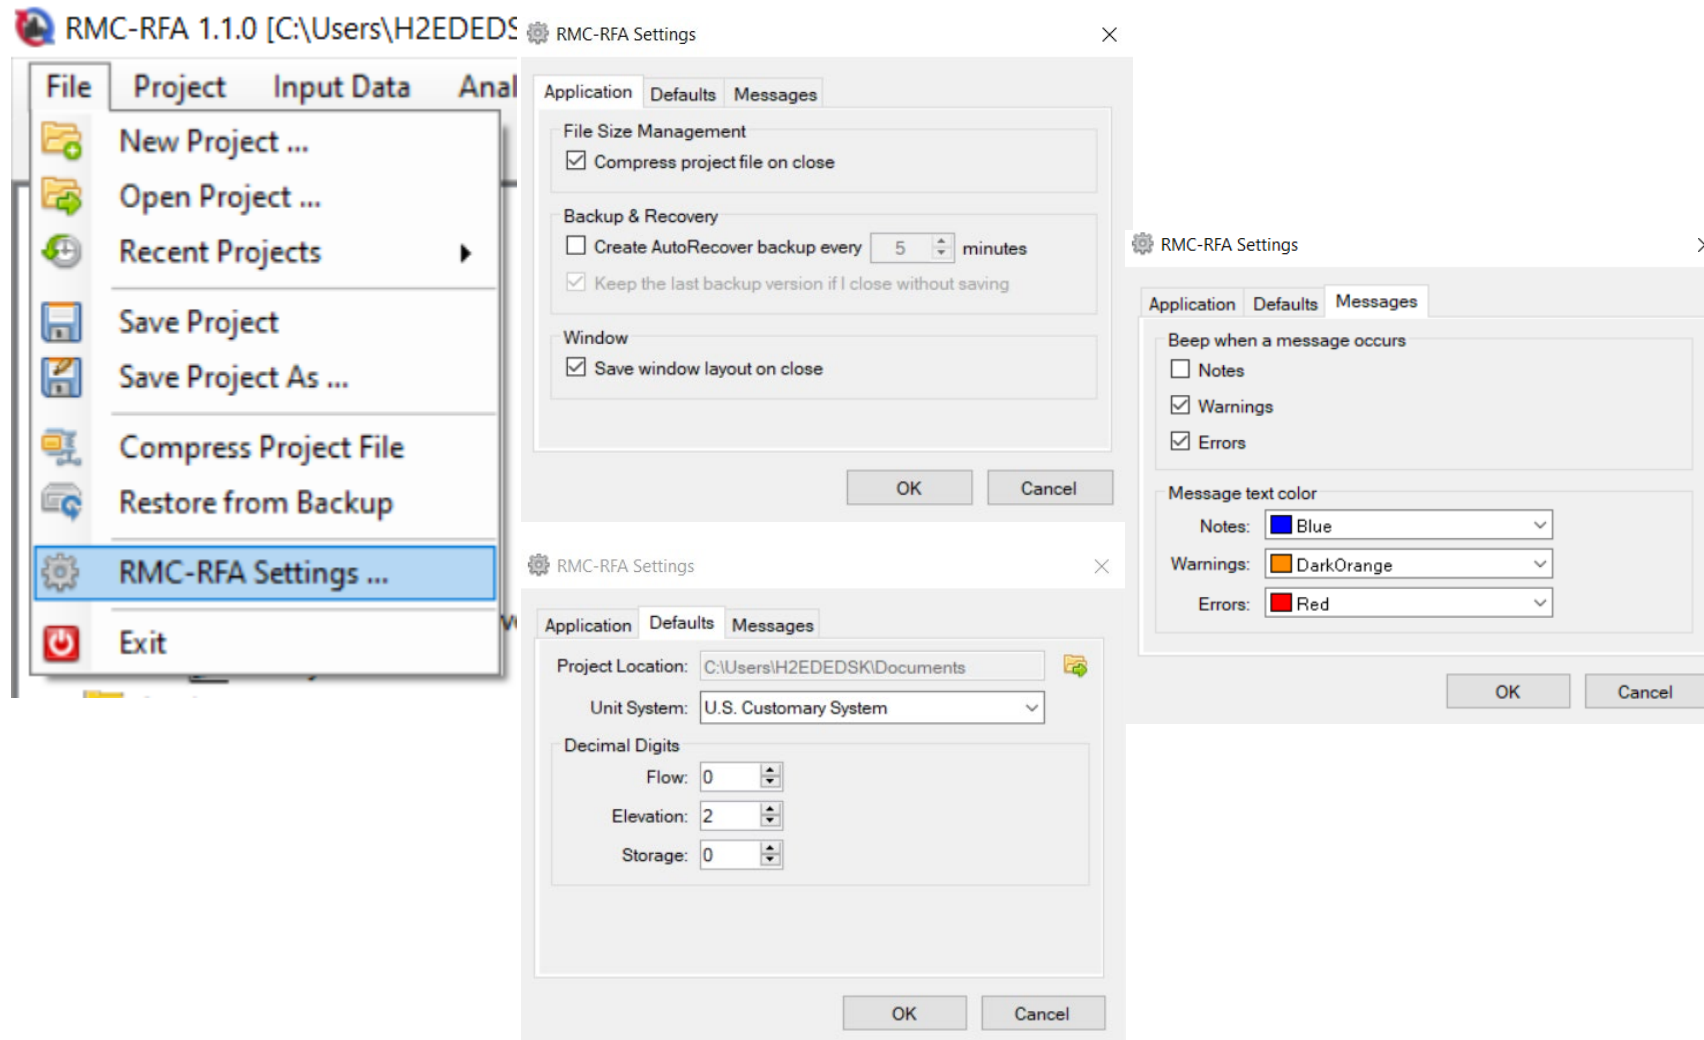 RMC-RFA 1.1.0 [C:\Users\H2EDEDS
File Project Input Data Anal
New Project ...
Open Project ...
Recent Projects
Save Project
Save Project As ...
Compress Project File
Restore from Backup
RMC-RFA Settings ...
Exit
RMC-RFA Settings
Application Defaults Messages
File Size Management
Compress project file on close
Backup & Recovery
Create AutoRecover backup every 5 minutes
Keep the last backup version if I close without saving
Window
Save window layout on close
OK Cancel
RMC-RFA Settings
Application Defaults Messages
Project Location: C:\Users\H2EDEDSK\Documents
Unit System: U.S. Customary System
Decimal Digits
Flow: 0
Elevation: 2
Storage: 0
OK Cancel
RMC-RFA Settings
Application Defaults Messages
Beep when a message occurs
Notes
Warnings
Errors
Message text color
Notes: Blue
Warnings: DarkOrange
Errors: Red
OK Cancel